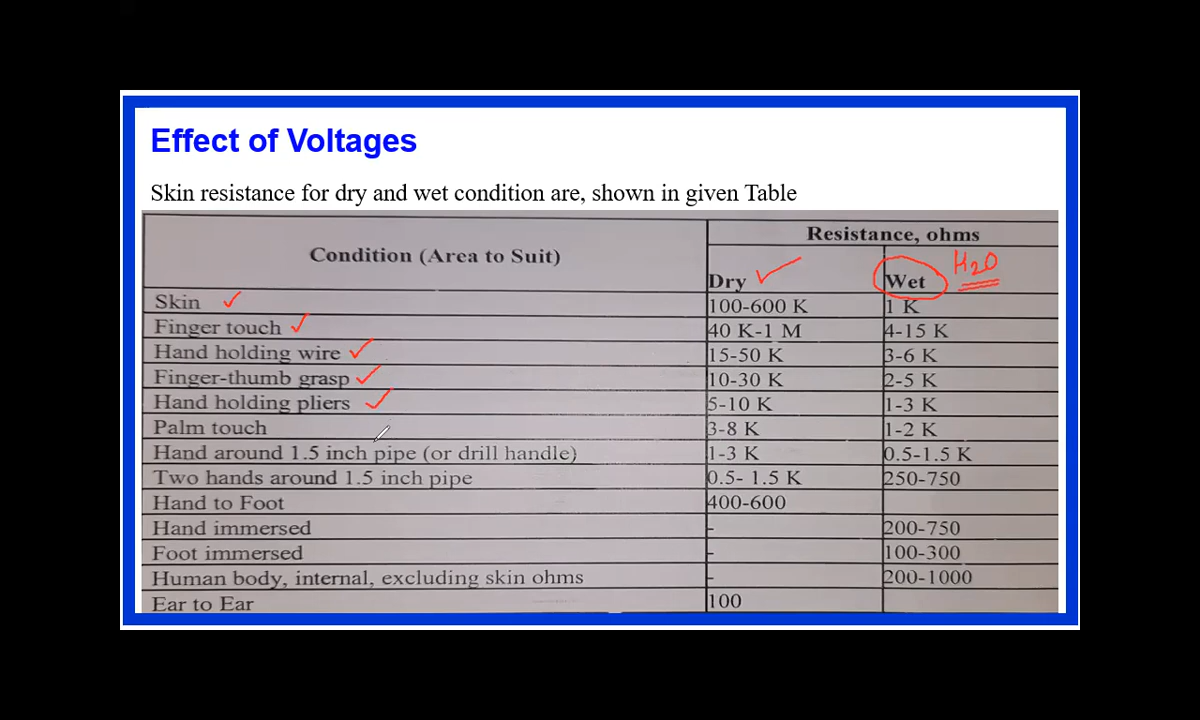 Effect of Voltages
Skin resistance for dry and wet condition are, shown in given Table
Condition (Area to Suit) Resistance, ohms
Dry Wet H2O
Skin 100-600 K 1 K
Finger touch 40 K-1 M 4-15 K
Hand holding wire 15-50 K 3-6 K
Finger-thumb grasp 10-30 K 2-5 K
Hand holding pliers 5-10 K 1-3 K
Palm touch 3-8 K 1-2 K
Hand around 1.5 inch pipe (or drill handle) 1-3 K 0.5-1.5 K
Two hands around 1.5 inch pipe 0.5- 1.5 K 250-750
Hand to Foot 400-600
Hand immersed - 200-750
Foot immersed - 100-300
Human body, internal, excluding skin ohms - 200-1000
Ear to Ear 100